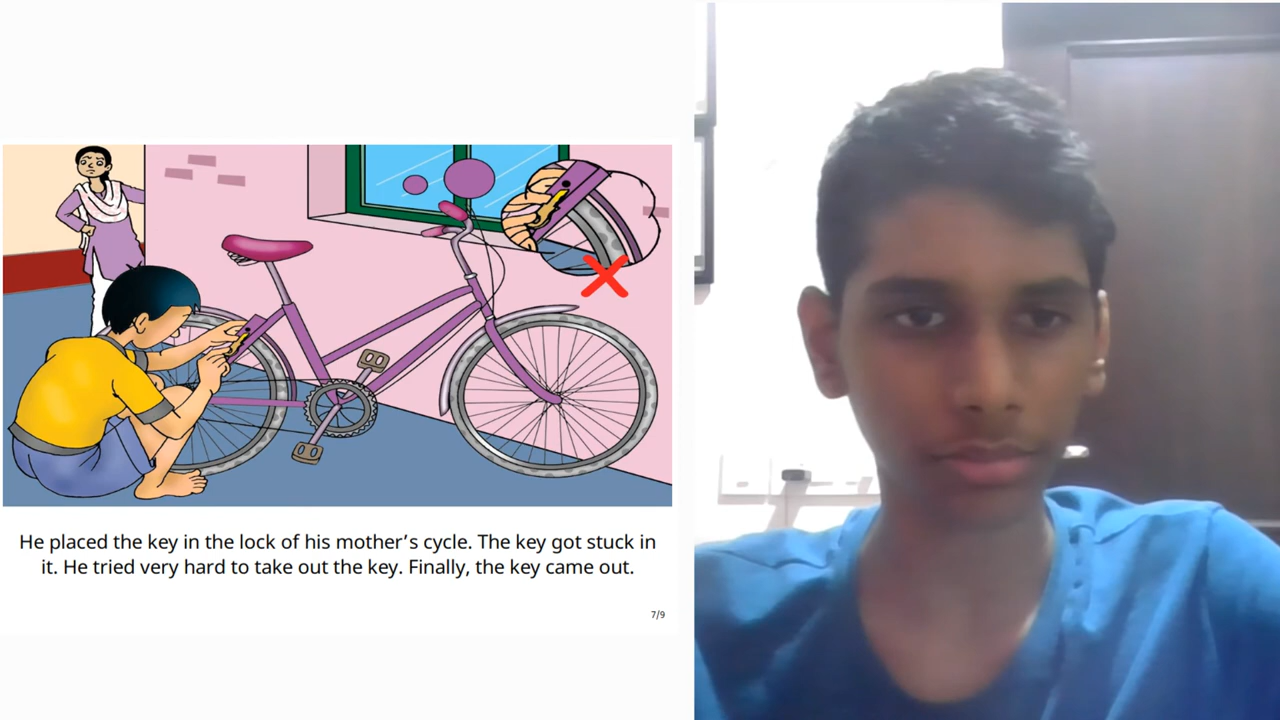 He placed the key in the lock of his mother’s cycle. The key got stuck in
it. He tried very hard to take out the key. Finally, the key came out.
7/9